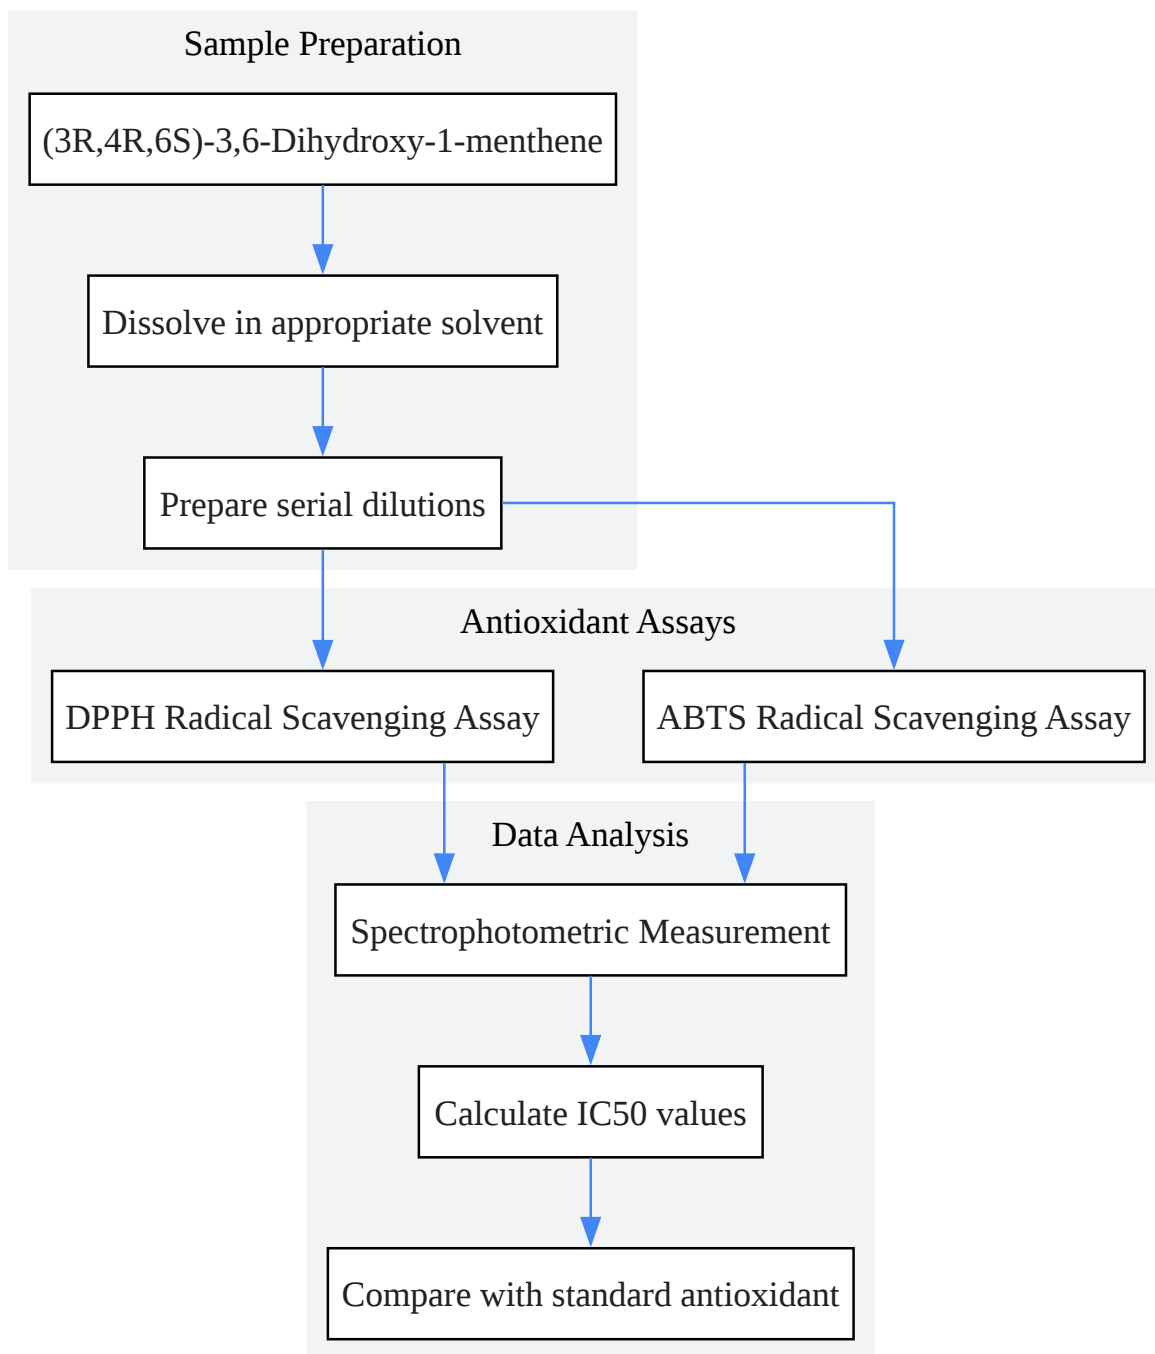 Sample Preparation
(3R,4R,6S)-3,6-Dihydroxy-1-menthene
Dissolve in appropriate solvent
Prepare serial dilutions
Antioxidant Assays
DPPH Radical Scavenging Assay
ABTS Radical Scavenging Assay
Data Analysis
Spectrophotometric Measurement
Calculate IC50 values
Compare with standard antioxidant